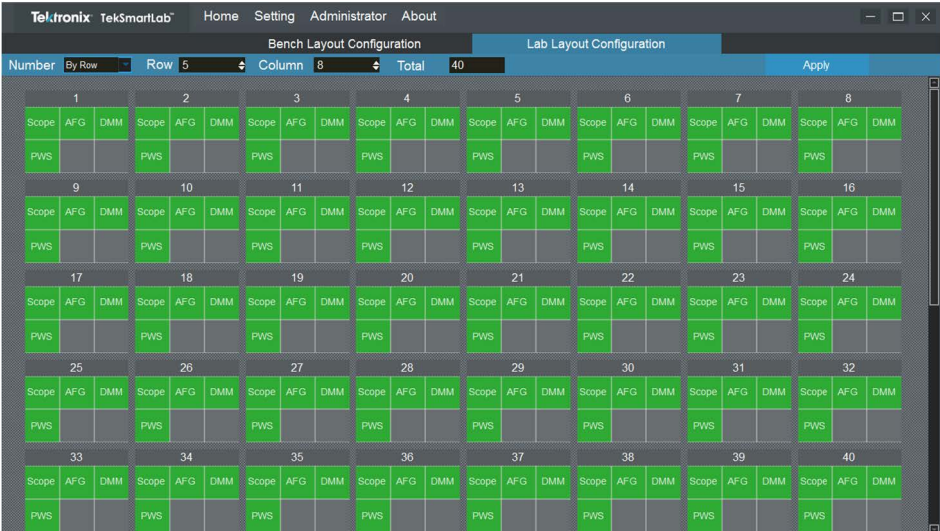 Tektronix TekSmartLab™ Home Setting Administrator About
Bench Layout Configuration Lab Layout Configuration
Number By Row Row 5 Column 8 Total 40 Apply
1 2 3 4 5 6 7 8
Scope AFG DMM Scope AFG DMM Scope AFG DMM Scope AFG DMM Scope AFG DMM Scope AFG DMM Scope AFG DMM Scope AFG DMM
PWS PWS PWS PWS PWS PWS PWS PWS
9 10 11 12 13 14 15 16
Scope AFG DMM Scope AFG DMM Scope AFG DMM Scope AFG DMM Scope AFG DMM Scope AFG DMM Scope AFG DMM Scope AFG DMM
PWS PWS PWS PWS PWS PWS PWS PWS
17 18 19 20 21 22 23 24
Scope AFG DMM Scope AFG DMM Scope AFG DMM Scope AFG DMM Scope AFG DMM Scope AFG DMM Scope AFG DMM Scope AFG DMM
PWS PWS PWS PWS PWS PWS PWS PWS
25 26 27 28 29 30 31 32
Scope AFG DMM Scope AFG DMM Scope AFG DMM Scope AFG DMM Scope AFG DMM Scope AFG DMM Scope AFG DMM Scope AFG DMM
PWS PWS PWS PWS PWS PWS PWS PWS
33 34 35 36 37 38 39 40
Scope AFG DMM Scope AFG DMM Scope AFG DMM Scope AFG DMM Scope AFG DMM Scope AFG DMM Scope AFG DMM Scope AFG DMM
PWS PWS PWS PWS PWS PWS PWS PWS